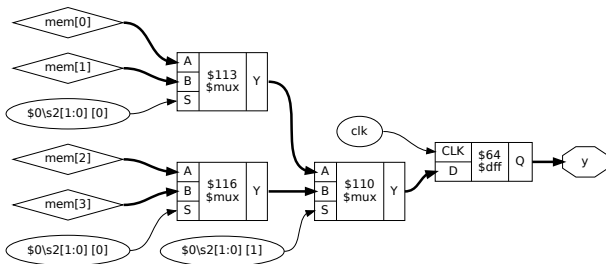 mem[0]
mem[1]
$0\s2[1:0] [0]
A
B
S
$113
$mux
Y
mem[2]
mem[3]
$0\s2[1:0] [0]
A
B
S
$116
$mux
Y
$0\s2[1:0] [1]
A
B
S
$110
$mux
Y
clk
CLK
D
$64
$dff
Q
y